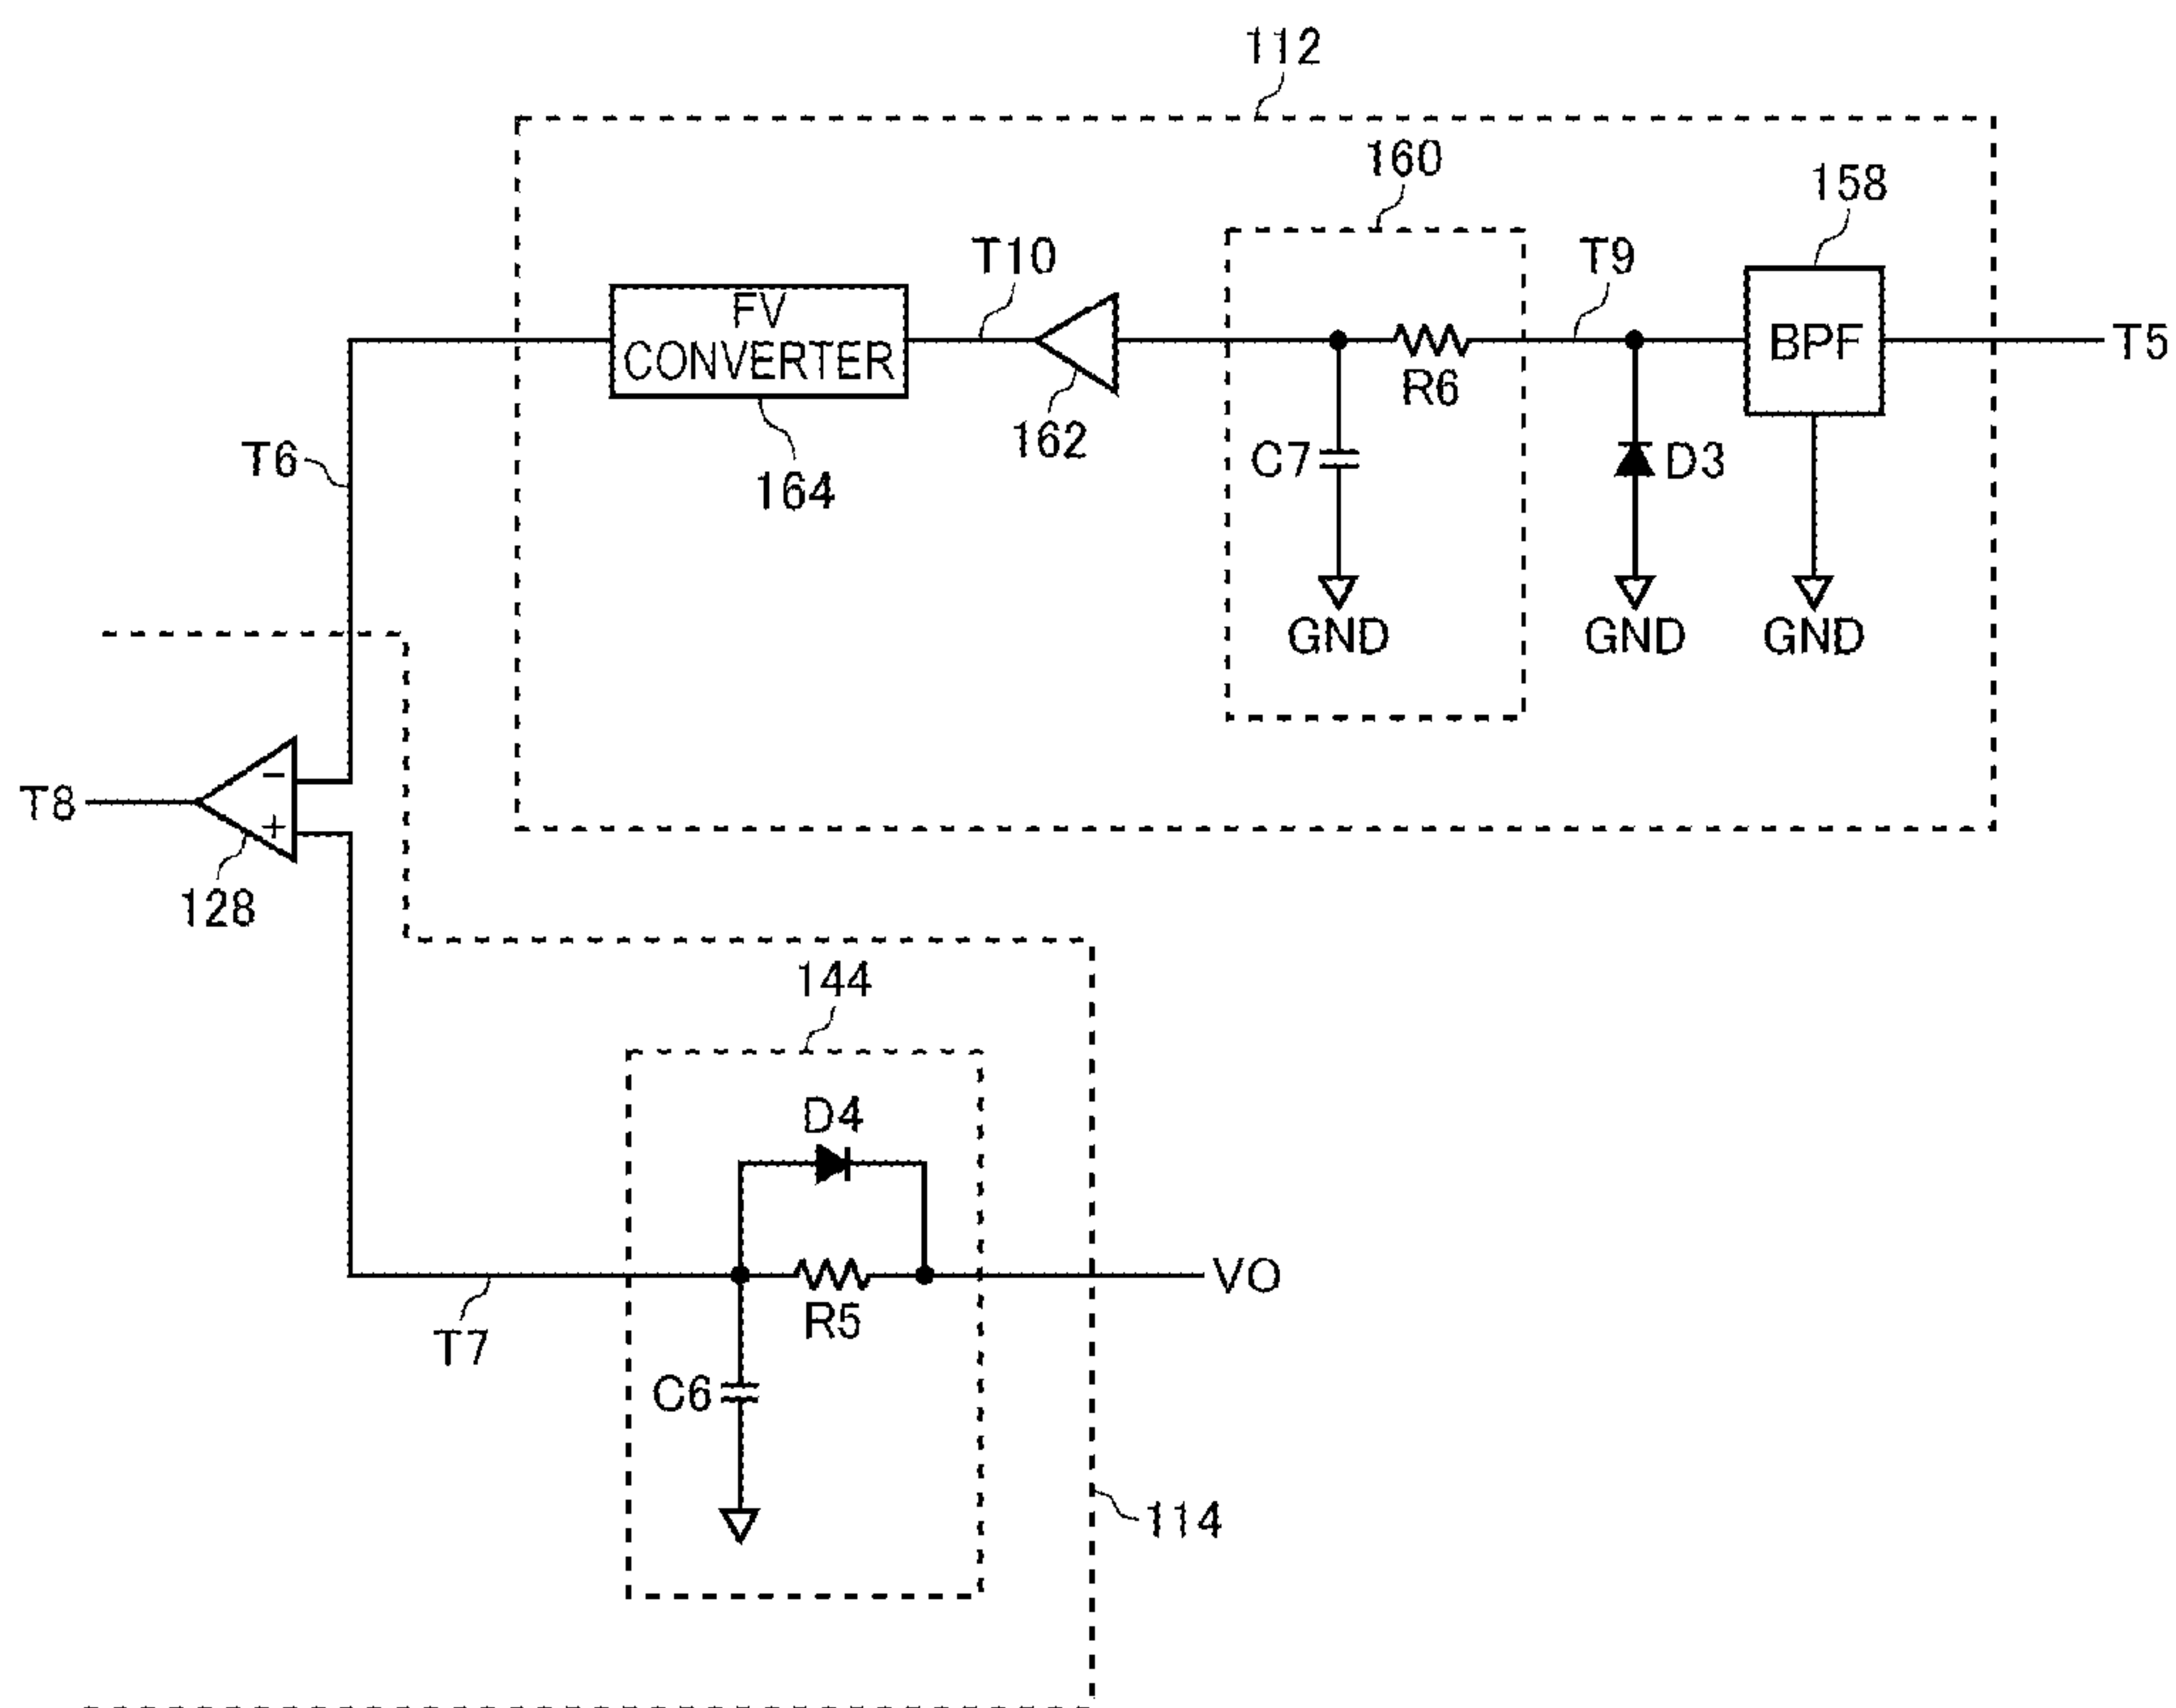 112
160
158
T10
T9
FV
CONVERTER
BPF
T5
R6
162
T6
C7
D3
164
GND
GND
GND
−
T8
+
128
144
D4
VO
R5
T7
C6
114